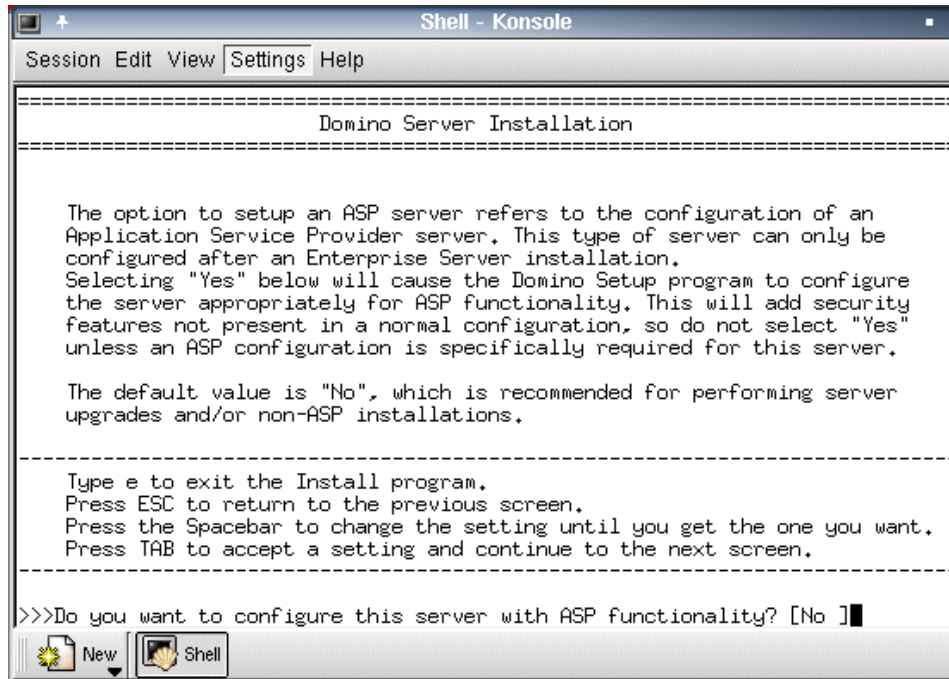 Shell - Konsole
Session Edit View Settings Help
========================================================================
Domino Server Installation
========================================================================
The option to setup an ASP server refers to the configuration of an
Application Service Provider server. This type of server can only be
configured after an Enterprise Server installation.
Selecting "Yes" below will cause the Domino Setup program to configure
the server appropriately for ASP functionality. This will add security
features not present in a normal configuration, so do not select "Yes"
unless an ASP configuration is specifically required for this server.
The default value is "No", which is recommended for performing server
upgrades and/or non-ASP installations.
------------------------------------------------------------------------
Type e to exit the Install program.
Press ESC to return to the previous screen.
Press the Spacebar to change the setting until you get the one you want.
Press TAB to accept a setting and continue to the next screen.
------------------------------------------------------------------------
>>>Do you want to configure this server with ASP functionality? [No ]
New Shell